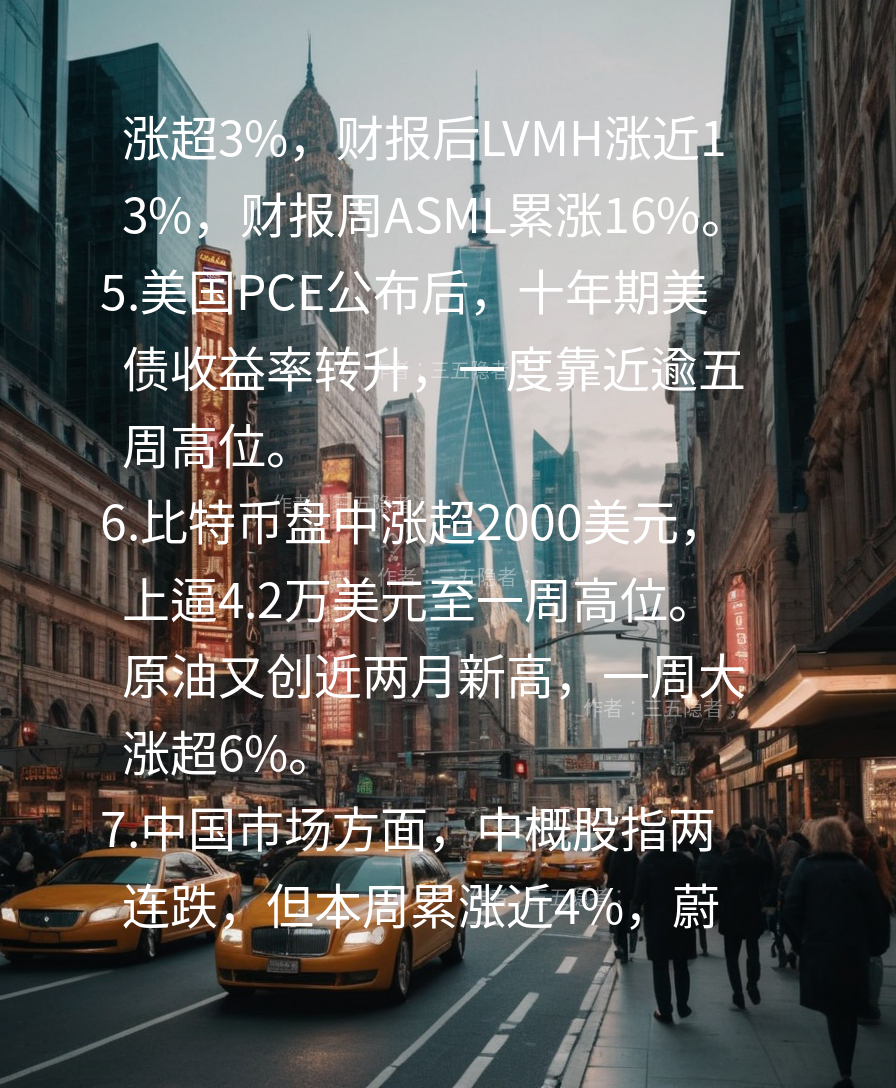 涨超3%，财报后LVMH涨近1
3%，财报周ASML累涨16%。
5.美国PCE公布后，十年期美
债收益率转升，一度靠近逾五
周高位。
6.比特币盘中涨超2000美元，
上逼4.2万美元至一周高位。
原油又创近两月新高，一周大
涨超6%。
7.中国市场方面，中概股指两
连跌，但本周累涨近4%，蔚
作者：三五隐者
作者：三五隐者；
作者：三五隐者；